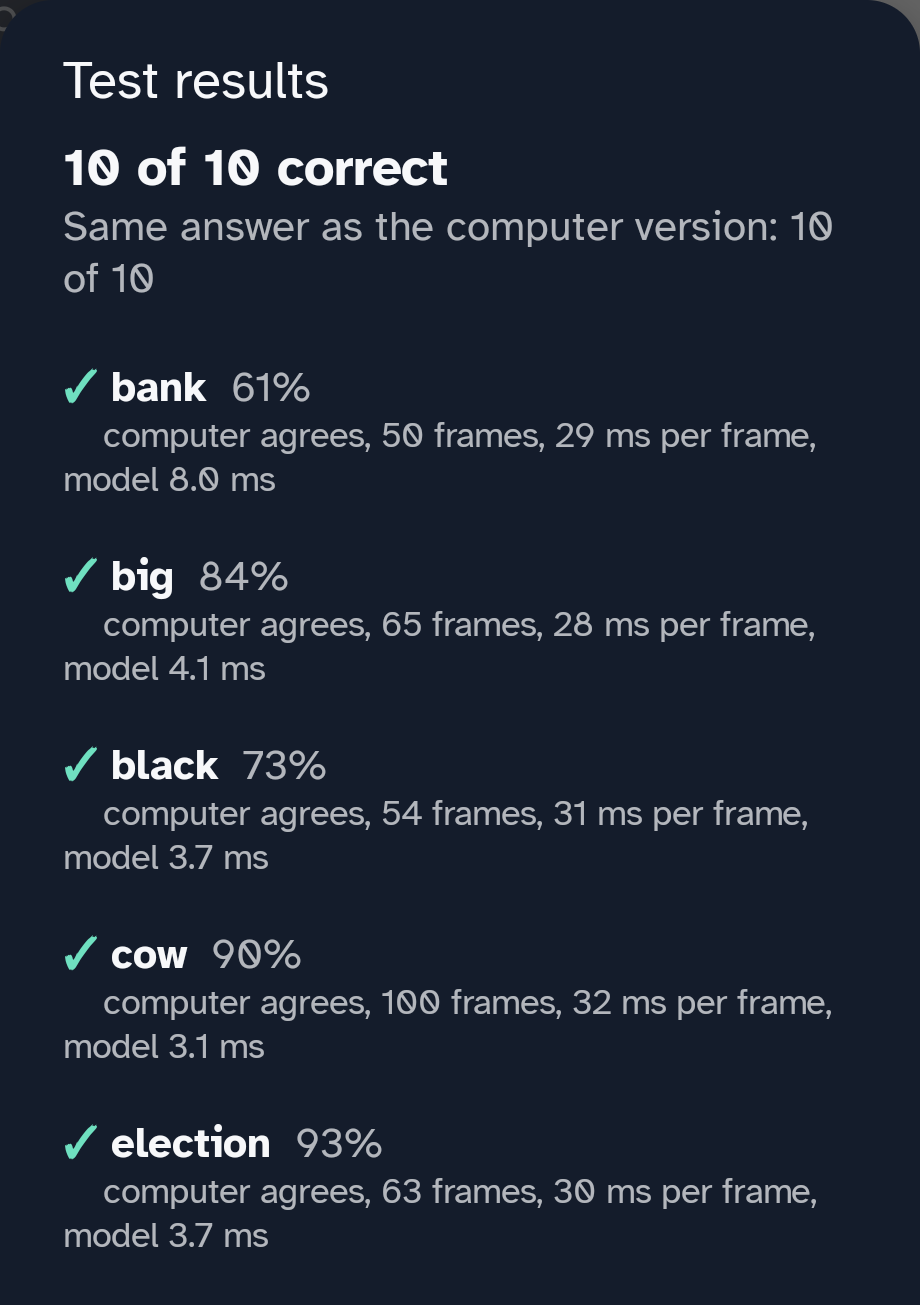 Test results
10 of 10 correct
Same answer as the computer version: 10
of 10
✓ bank 61%
computer agrees, 50 frames, 29 ms per frame,
model 8.0 ms
✓ big 84%
computer agrees, 65 frames, 28 ms per frame,
model 4.1 ms
✓ black 73%
computer agrees, 54 frames, 31 ms per frame,
model 3.7 ms
✓ cow 90%
computer agrees, 100 frames, 32 ms per frame,
model 3.1 ms
✓ election 93%
computer agrees, 63 frames, 30 ms per frame,
model 3.7 ms